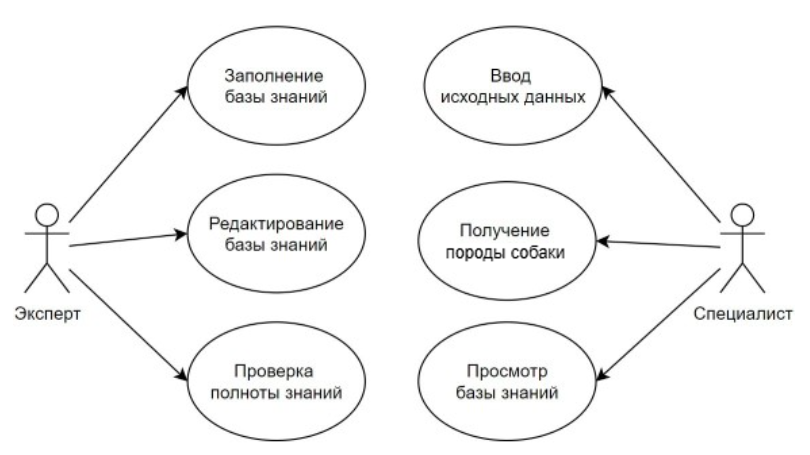 Заполнение
базы знаний
Ввод
исходных данных
Редактирование
базы знаний
Получение
породы собаки
Эксперт
Специалист
Проверка
полноты знаний
Просмотр
базы знаний